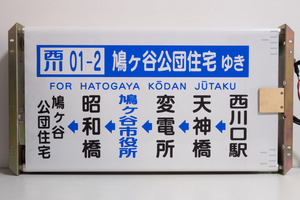 西川 01-2 鳩ヶ谷公団住宅 ゆき
FOR HATOGAYA KŌDAN JŪTAKU
西川口駅
天神橋
変電所
鳩ヶ谷市役所
昭和橋
鳩ヶ谷
公団住宅